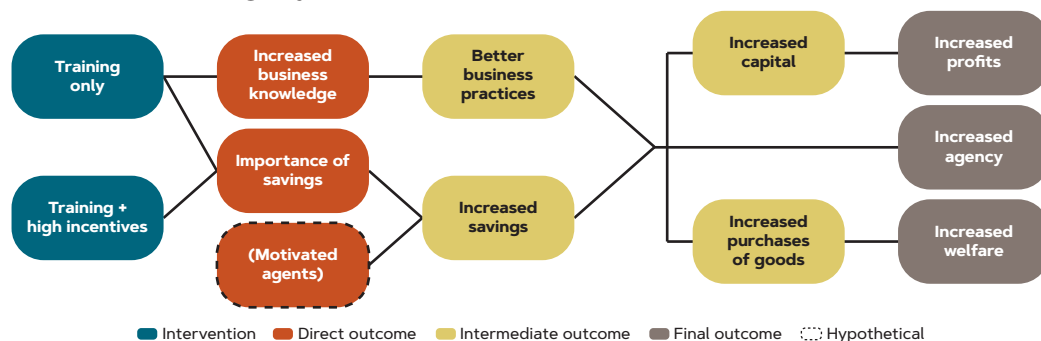 Training
only
Increased
business
knowledge
Better
business
practices
Increased
capital
Increased
profits
Importance of
savings
Increased
agency
Training +
high incentives
Increased
savings
(Motivated
agents)
Increased
purchases
of goods
Increased
welfare
Intervention
Direct outcome
Intermediate outcome
Final outcome
Hypothetical